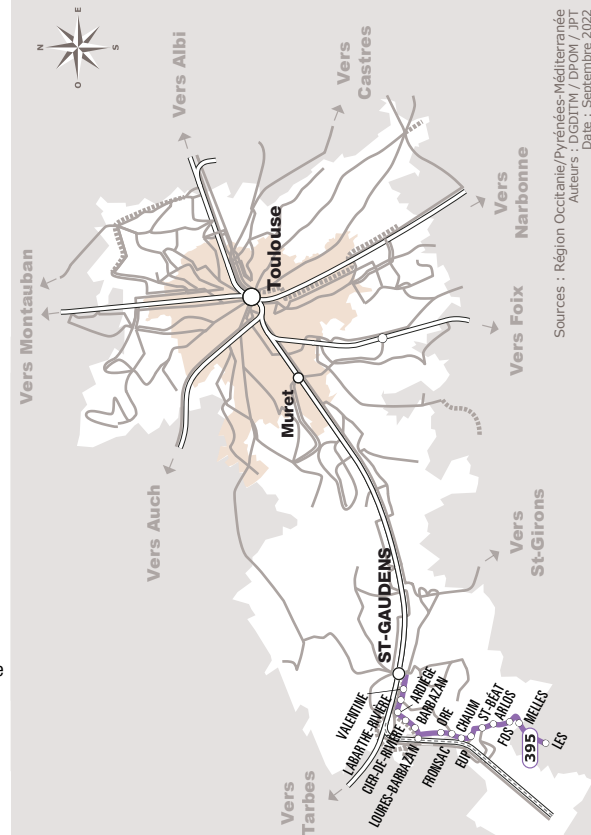 N
E
S
O
Vers Albi
Vers
Castres
Vers Montauban
Toulouse
Vers
Narbonne
Vers Foix
Muret
Vers Auch
Vers
St-Girons
ST-GAUDENS
Vers
Tarbes
VALENTINE
LABARTHE-RIVIÈRE
ARDIÈGE
CIER-DE-RIVIÈRE
BARBAZAN
LOURES-BARBAZAN
ORE
FRONSAC
CHAUM
EUP
ST-BÉAT
ARLOS
FOS
MELLES
395
LES
Sources : Région Occitanie/Pyrénées-Méditerranée
Auteurs : DGDITM / DPOM / JPT
Date : Septembre 2022